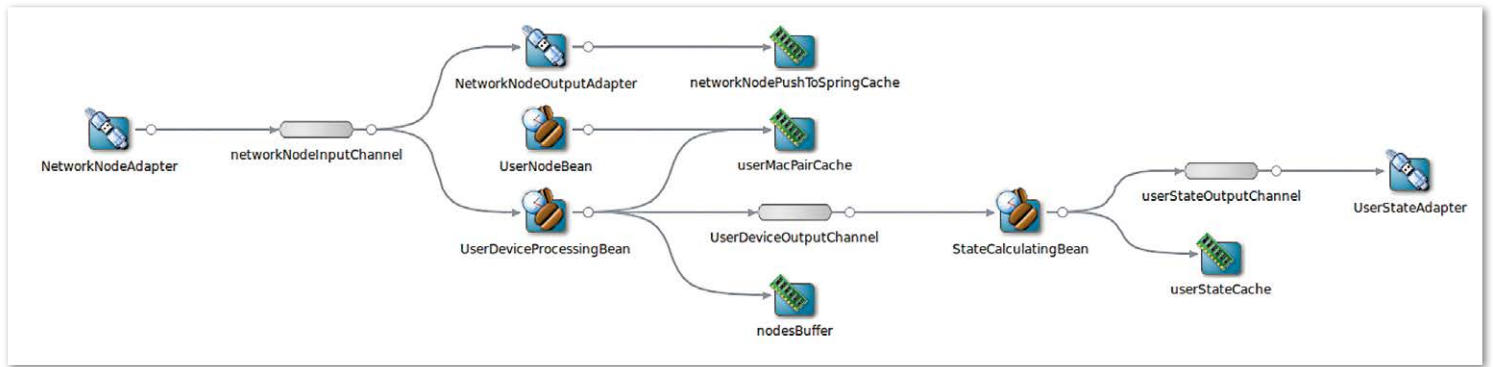 NetworkNodeOutputAdapter
networkNodePushToSpringCache
NetworkNodeAdapter
networkNodeInputChannel
UserNodeBean
userMacPairCache
userStateOutputChannel
UserStateAdapter
UserDeviceProcessingBean
UserDeviceOutputChannel
StateCalculatingBean
userStateCache
nodesBuffer